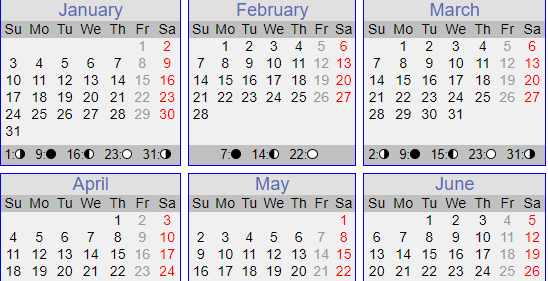 January
Su Mo Tu We Th Fr Sa
1 2
3 4 5 6 7 8 9
10 11 12 13 14 15 16
17 18 19 20 21 22 23
24 25 26 27 28 29 30
31
1: 9: 16: 23: 31:
February
Su Mo Tu We Th Fr Sa
1 2 3 4 5 6
7 8 9 10 11 12 13
14 15 16 17 18 19 20
21 22 23 24 25 26 27
28
7: 14: 22:
March
Su Mo Tu We Th Fr Sa
1 2 3 4 5 6
7 8 9 10 11 12 13
14 15 16 17 18 19 20
21 22 23 24 25 26 27
28 29 30 31
2: 9: 15: 23: 31:
April
Su Mo Tu We Th Fr Sa
1 2 3
4 5 6 7 8 9 10
11 12 13 14 15 16 17
18 19 20 21 22 23 24
May
Su Mo Tu We Th Fr Sa
1
2 3 4 5 6 7 8
9 10 11 12 13 14 15
16 17 18 19 20 21 22
June
Su Mo Tu We Th Fr Sa
1 2 3 4 5
6 7 8 9 10 11 12
13 14 15 16 17 18 19
20 21 22 23 24 25 26